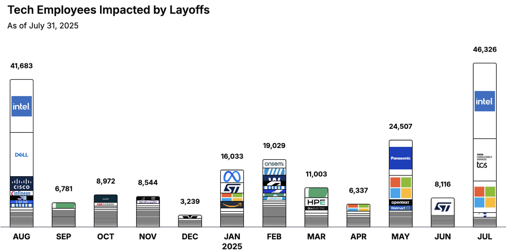 Tech Employees Impacted by Layoffs
As of July 31, 2025
46,326
41,683
24,507
19,029
16,033
11,003
6,781
8,972
8,544
3,239
6,337
8,116
intel
DELL
CISCO
onsemi
ST
HPE
Panasonic
opentext
Walmart
ST
intel
tcs
AUG SEP OCT NOV DEC JAN FEB MAR APR MAY JUN JUL
2025